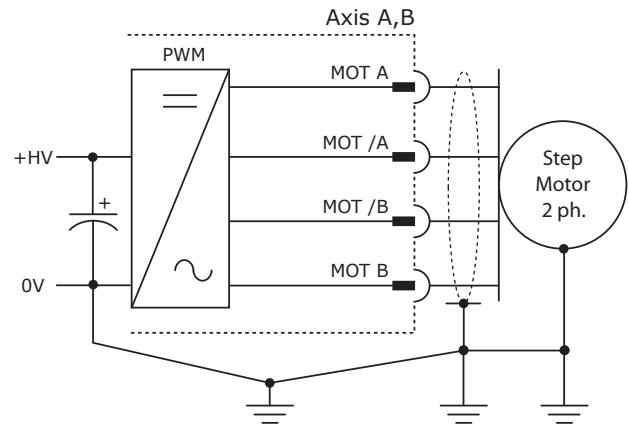 Axis A,B
PWM
MOT A
+HV
MOT /A
+
MOT /B
0V
MOT B
Step
Motor
2 ph.